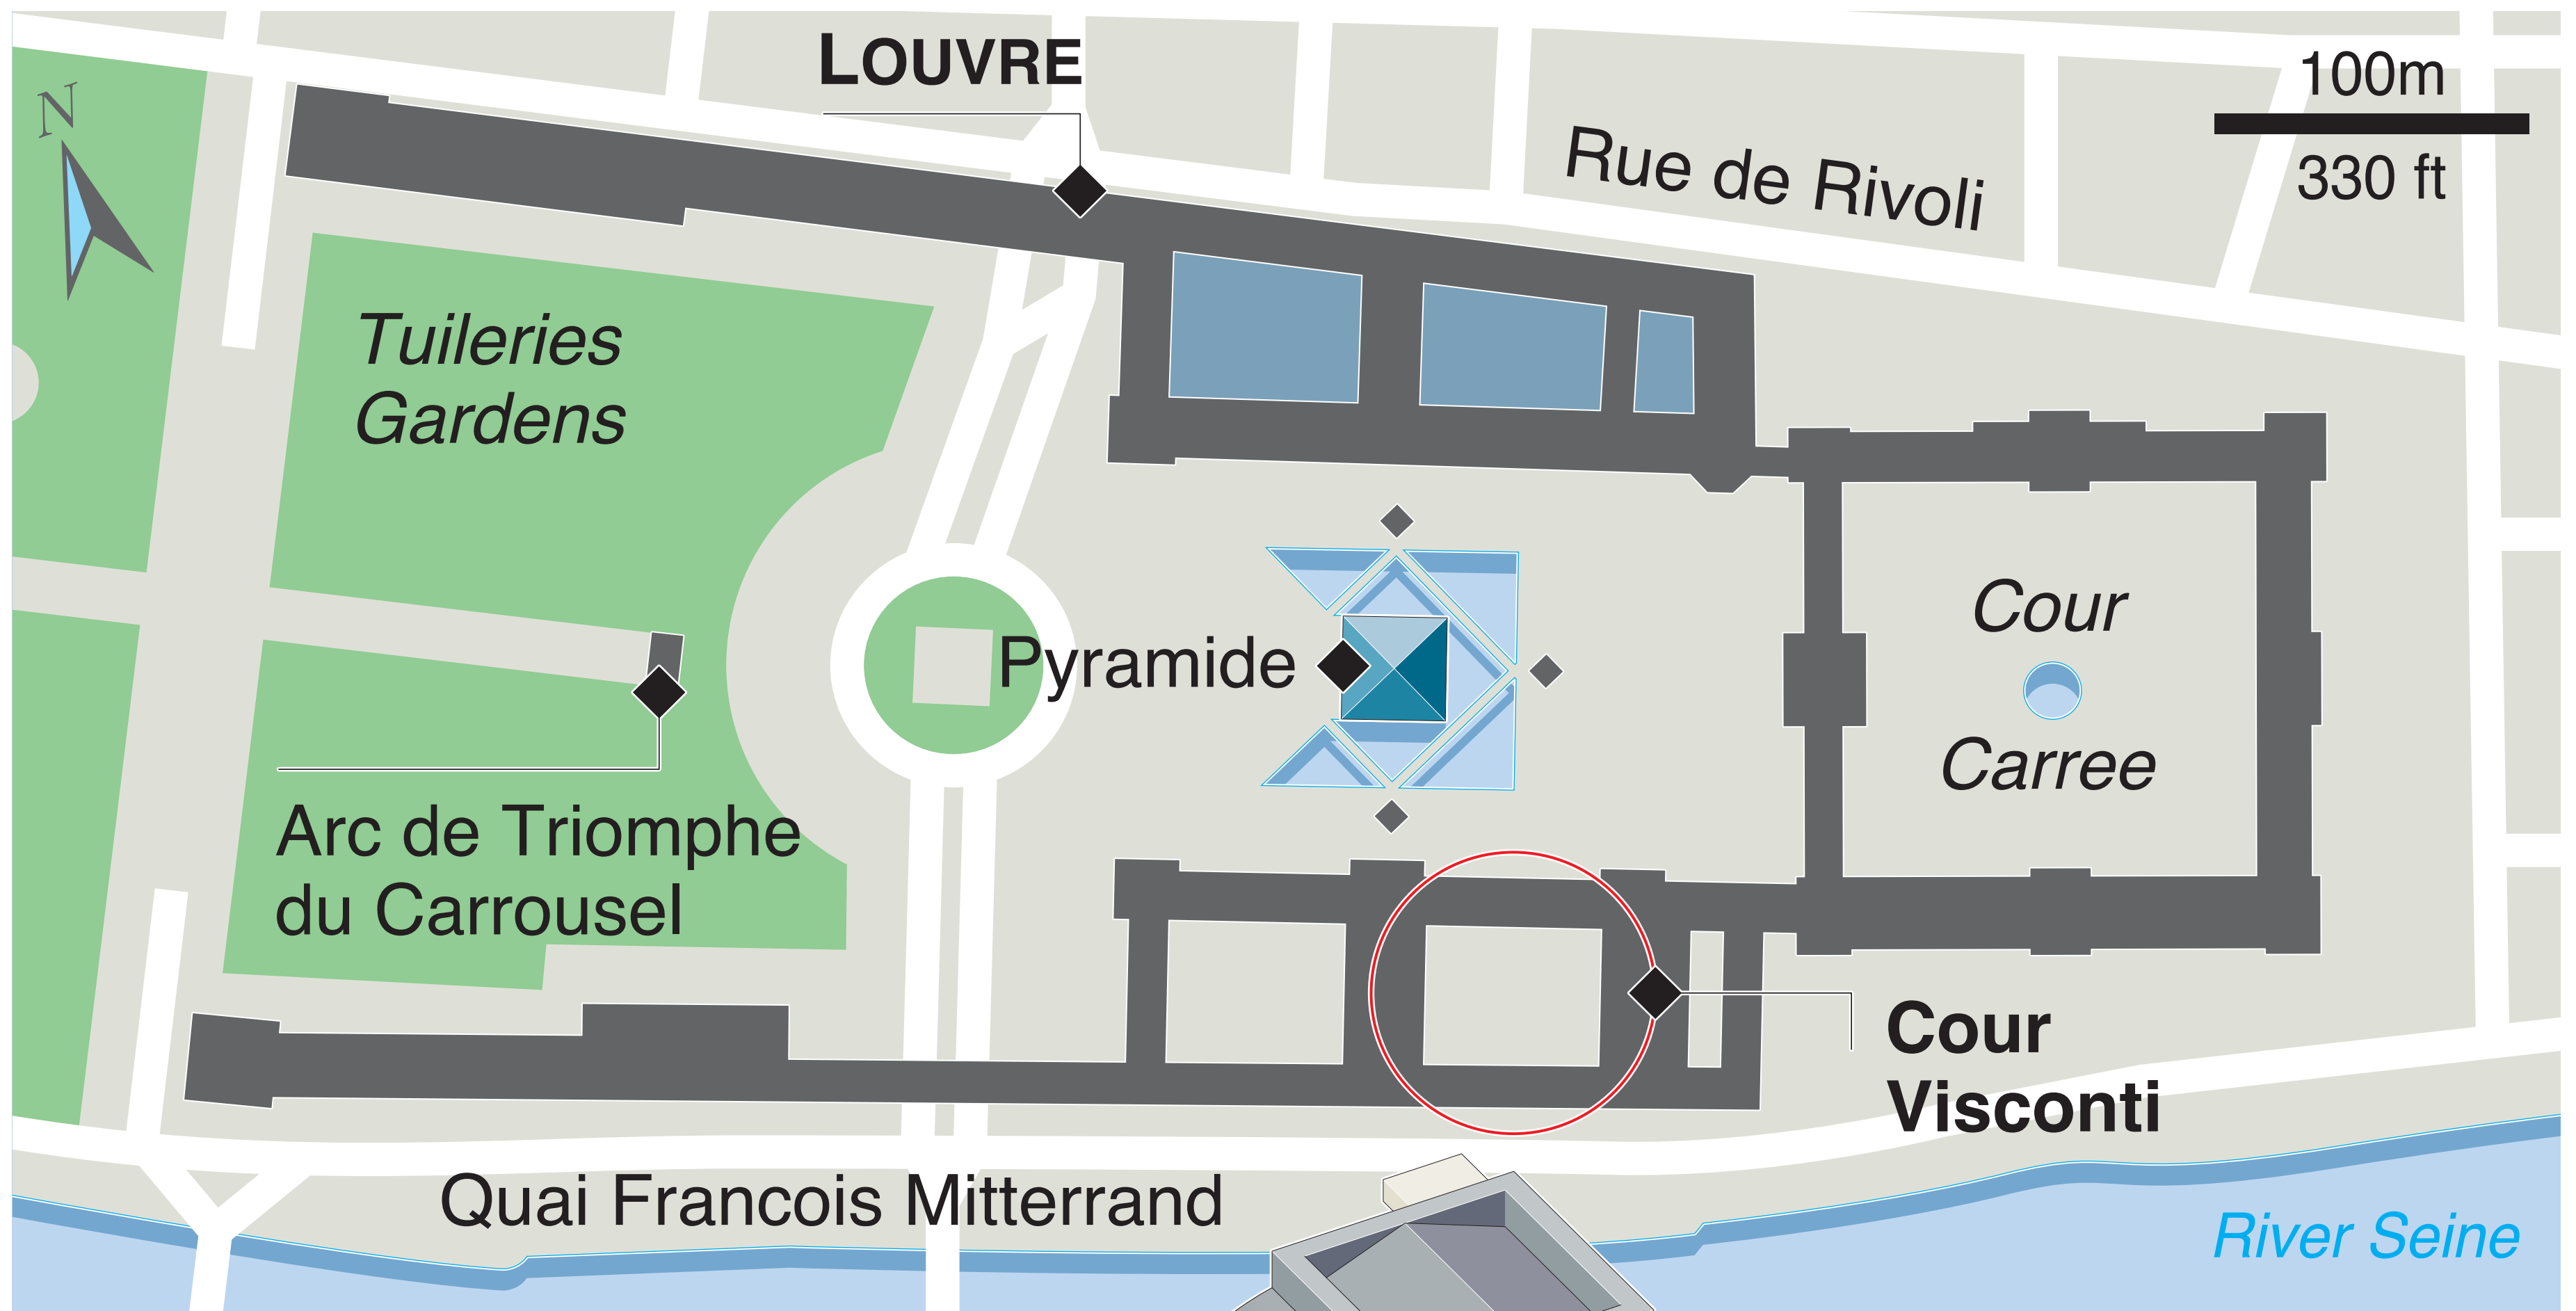 N
LOUVRE
100m
330 ft
Rue de Rivoli
Tuileries
Gardens
Pyramide
Cour
Carree
Arc de Triomphe
du Carrousel
Cour
Visconti
Quai Francois Mitterrand
River Seine